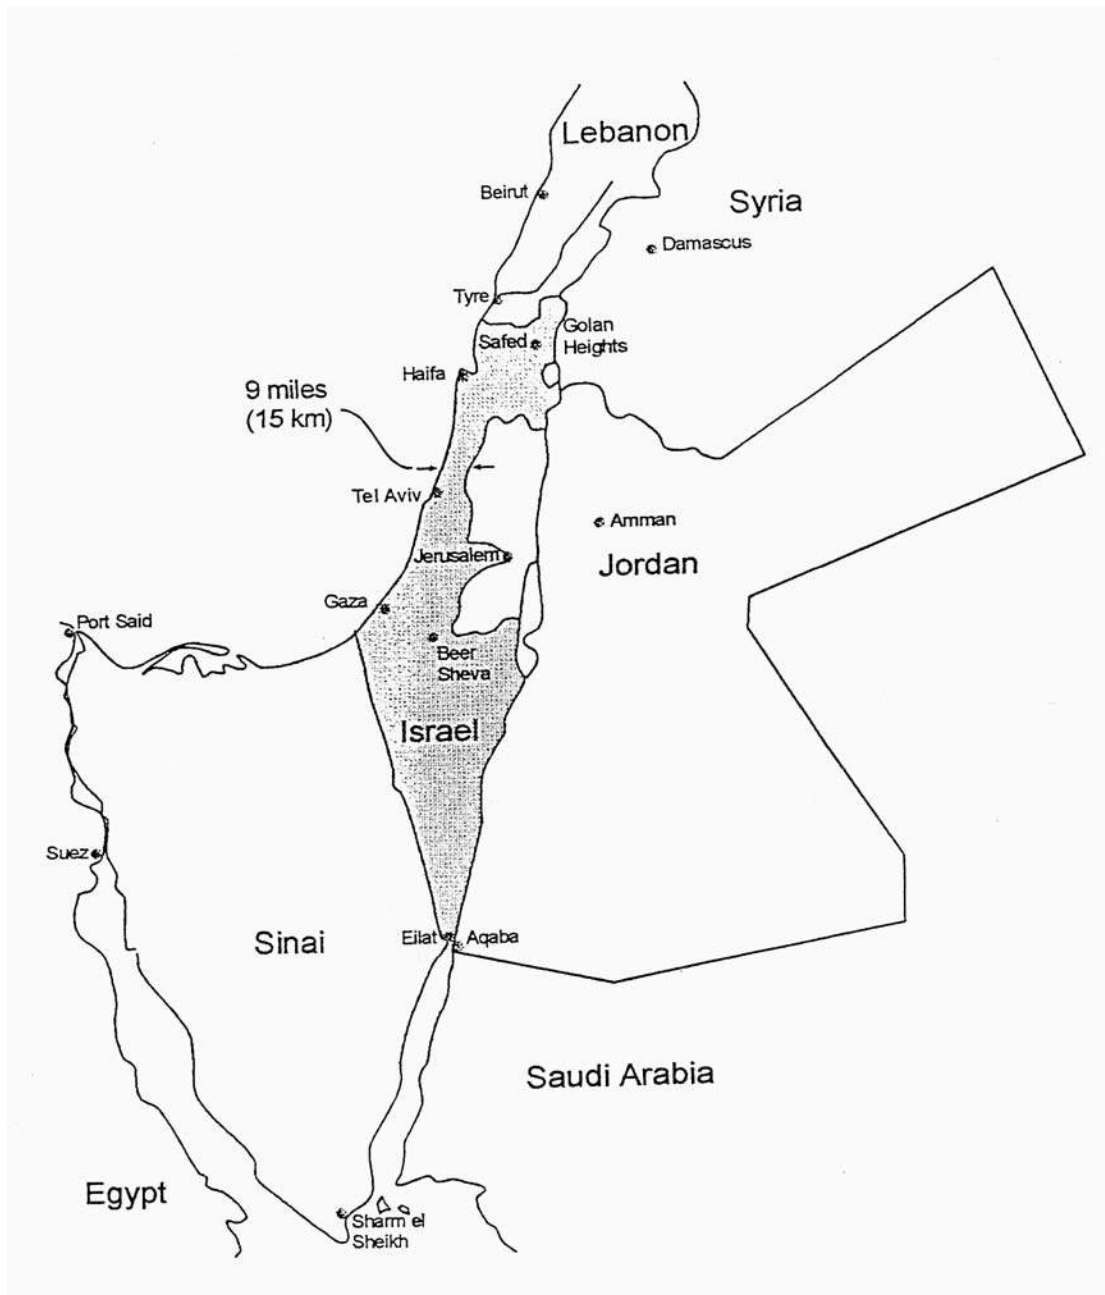 Lebanon
Beirut
Syria
Damascus
Tyre
Golan
Heights
Safed
Haifa
9 miles
(15 km)
Tel Aviv
Amman
Jerusalem
Jordan
Gaza
Port Said
Beer
Sheva
Israel
Suez
Sinai
Eilat
Aqaba
Saudi Arabia
Egypt
Sharm el
Sheikh